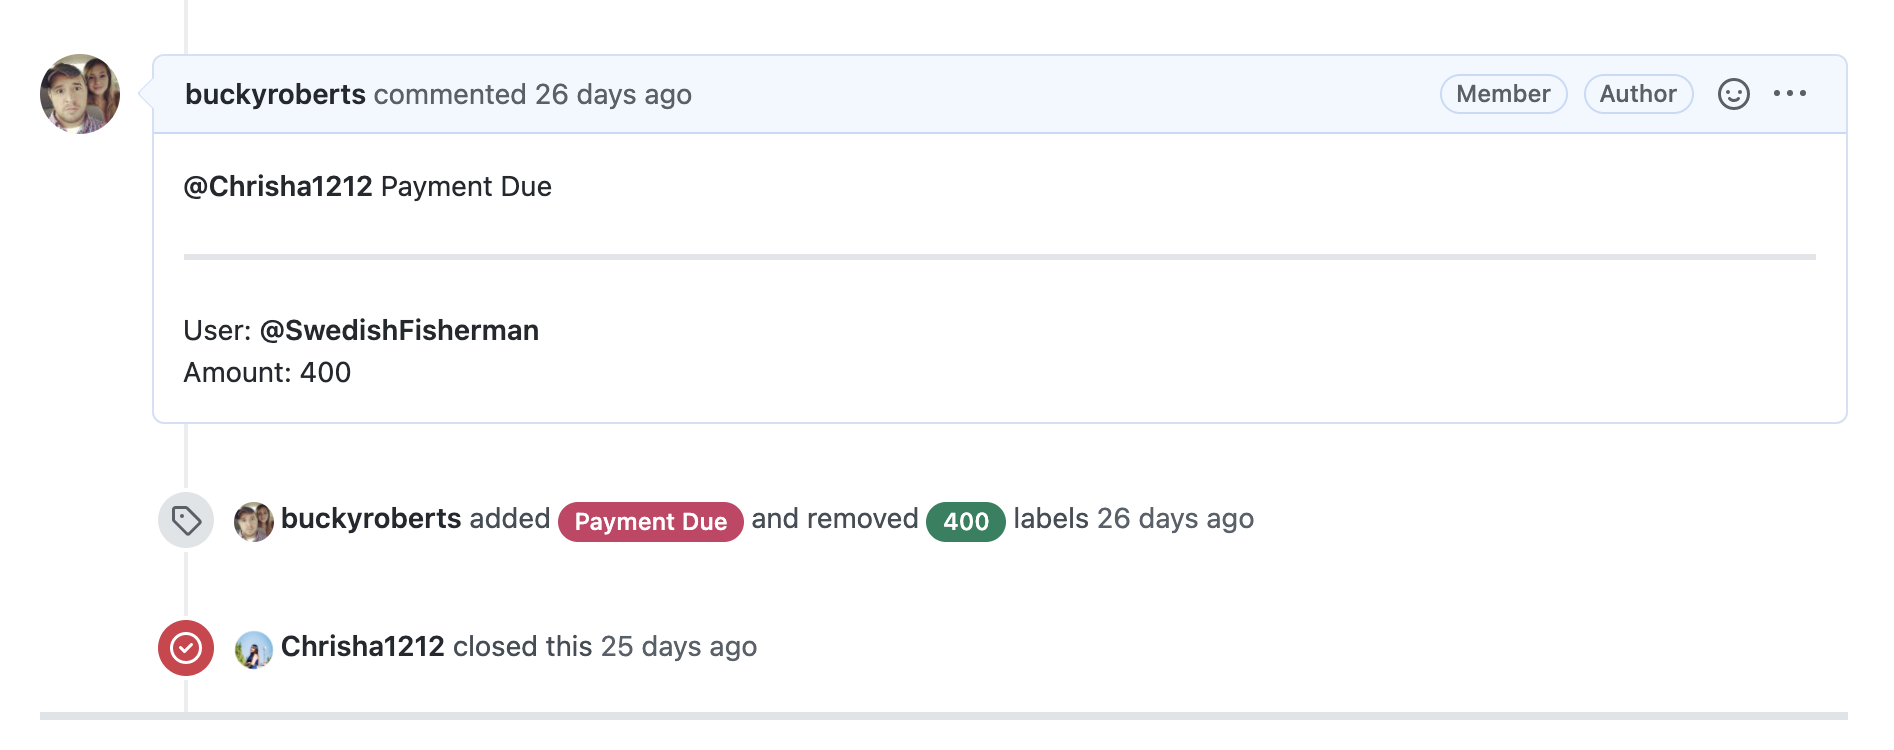 buckyroberts commented 26 days ago Member Author
@Chrisha1212 Payment Due
User: @SwedishFisherman
Amount: 400
buckyroberts added Payment Due and removed 400 labels 26 days ago
Chrisha1212 closed this 25 days ago